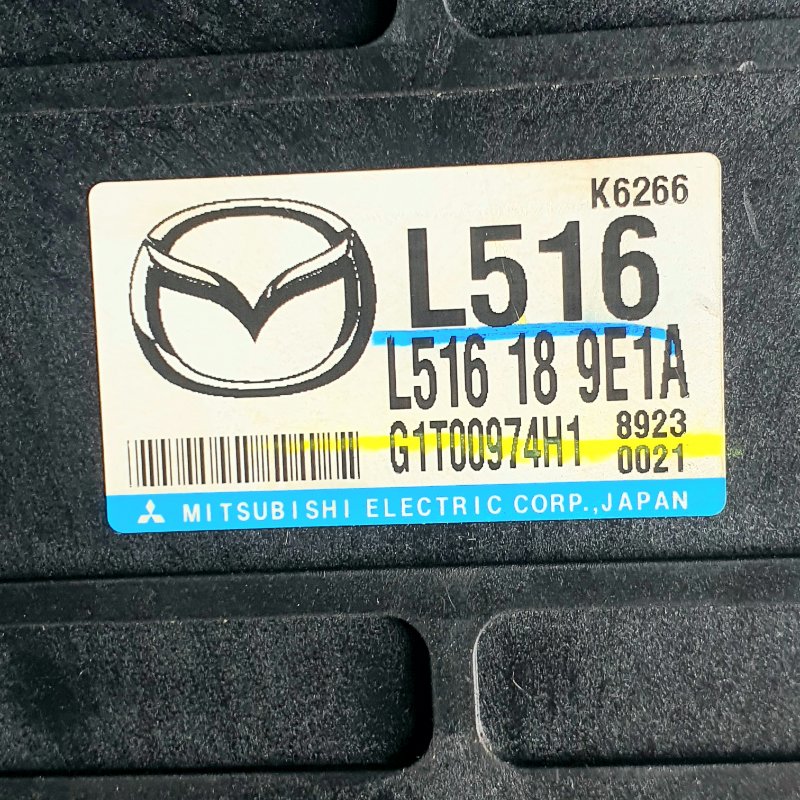 K6266
L516
L516 18 9E1A
G1T00974H1 8923
0021
MITSUBISHI ELECTRIC CORP.,JAPAN